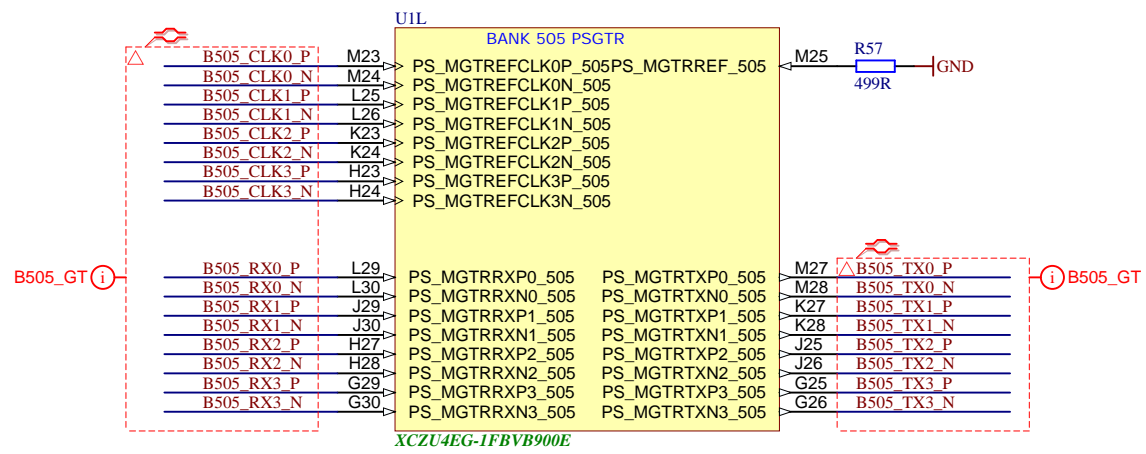 U1L
BANK 505 PSGTR
B505_CLK0_P M23 PS_MGTREFCLK0P_505 PS_MGTRREF_505 M25 R57 GND
499R
B505_CLK0_N M24 PS_MGTREFCLK0N_505
B505_CLK1_P L25 PS_MGTREFCLK1P_505
B505_CLK1_N L26 PS_MGTREFCLK1N_505
B505_CLK2_P K23 PS_MGTREFCLK2P_505
B505_CLK2_N K24 PS_MGTREFCLK2N_505
B505_CLK3_P H23 PS_MGTREFCLK3P_505
B505_CLK3_N H24 PS_MGTREFCLK3N_505
B505_GT i
B505_RX0_P L29 PS_MGTRRXP0_505 PS_MGTRTXP0_505 M27 B505_TX0_P
i B505_GT
B505_RX0_N L30 PS_MGTRRXN0_505 PS_MGTRTXN0_505 M28 B505_TX0_N
B505_RX1_P J29 PS_MGTRRXP1_505 PS_MGTRTXP1_505 K27 B505_TX1_P
B505_RX1_N J30 PS_MGTRRXN1_505 PS_MGTRTXN1_505 K28 B505_TX1_N
B505_RX2_P H27 PS_MGTRRXP2_505 PS_MGTRTXP2_505 J25 B505_TX2_P
B505_RX2_N H28 PS_MGTRRXN2_505 PS_MGTRTXN2_505 J26 B505_TX2_N
B505_RX3_P G29 PS_MGTRRXP3_505 PS_MGTRTXP3_505 G25 B505_TX3_P
B505_RX3_N G30 PS_MGTRRXN3_505 PS_MGTRTXN3_505 G26 B505_TX3_N
XCZU4EG-1FBVB900E